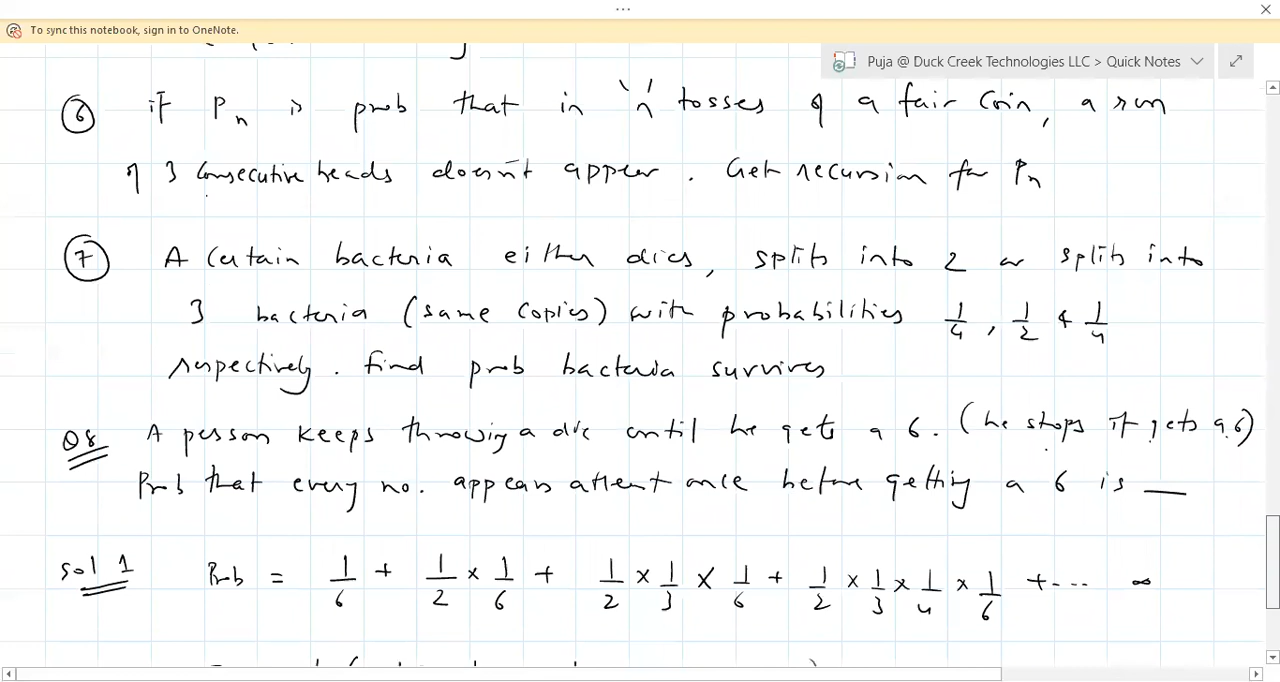 To sync this notebook, sign in to OneNote.
Puja @ Duck Creek Technologies LLC > Quick Notes
⑥ if Pn is prob that in 'n' tosses of a fair coin, a run
of 3 consecutive heads doesn't appear. Get recursion for Pn
⑦ A certain bacteria either dies, splits into 2 or splits into
3 bacteria (same copies) with probabilities 1/4, 1/2 & 1/4
respectively. find prob bacteria survives
Q8 A person keeps throwing a die until he gets a 6. (he stops if gets a 6)
Prob that every no. appears atleast once before getting a 6 is __
Sol 1 Prob = 1/6 + 1/2 × 1/6 + 1/2 × 1/3 × 1/6 + 1/2 × 1/3 × 1/4 × 1/6 + ... ∞